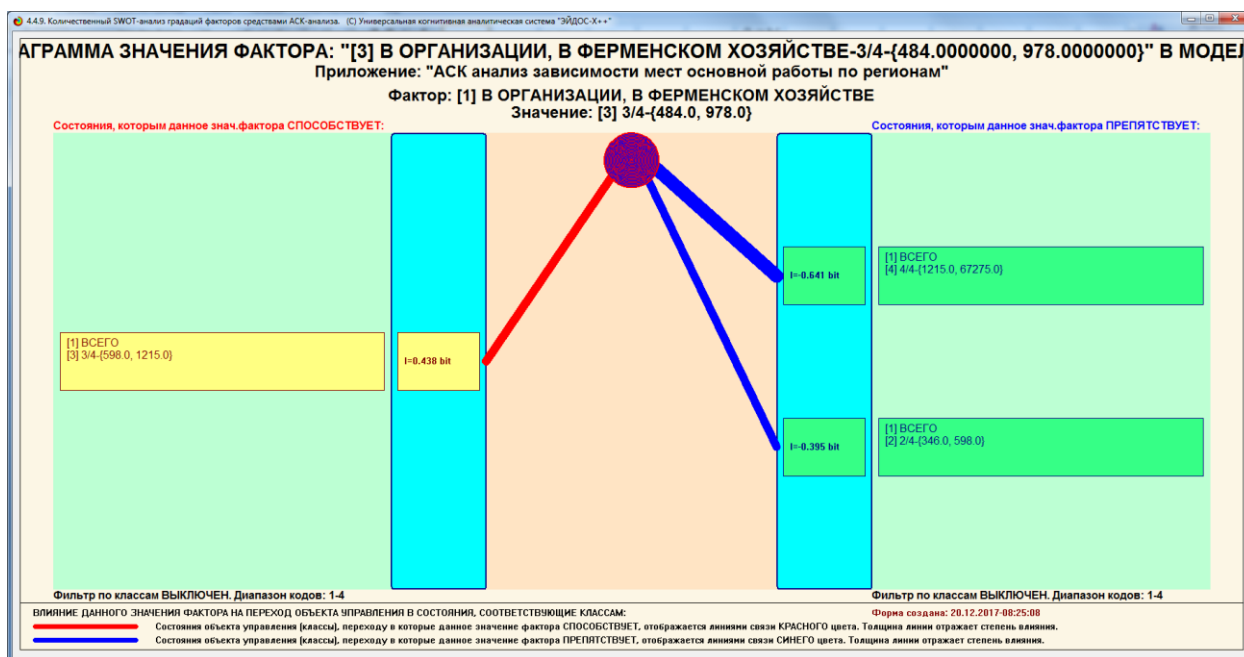 4.4.9. Количественный SWOT-анализ градаций факторов средствами АСК-анализа. (C) Универсальная когнитивная аналитическая система "ЭЙДОС-X++"
АГРАММА ЗНАЧЕНИЯ ФАКТОРА: "[3] В ОРГАНИЗАЦИИ, В ФЕРМЕНСКОМ ХОЗЯЙСТВЕ-3/4-{484.0000000, 978.0000000}" В МОДЕЛ
Приложение: "АСК анализ зависимости мест основной работы по регионам"
Фактор: [1] В ОРГАНИЗАЦИИ, В ФЕРМЕНСКОМ ХОЗЯЙСТВЕ
Значение: [3] 3/4-{484.0, 978.0}
Состояния, которым данное знач.фактора СПОСОБСТВУЕТ:
Состояния, которым данное знач.фактора ПРЕПЯТСТВУЕТ:
I=-0.641 bit
[1] ВСЕГО
[4] 4/4-{1215.0, 67275.0}
[1] ВСЕГО
[3] 3/4-{598.0, 1215.0}
I=0.438 bit
I=-0.395 bit
[1] ВСЕГО
[2] 2/4-{346.0, 598.0}
Фильтр по классам ВЫКЛЮЧЕН. Диапазон кодов: 1-4
Фильтр по классам ВЫКЛЮЧЕН. Диапазон кодов: 1-4
ВЛИЯНИЕ ДАННОГО ЗНАЧЕНИЯ ФАКТОРА НА ПЕРЕХОД ОБЪЕКТА УПРАВЛЕНИЯ В СОСТОЯНИЯ, СООТВЕТСТВУЮЩИЕ КЛАССАМ:
Форма создана: 20.12.2017-08:25:08
Состояния объекта управления (классы), переходу в которые данное значение фактора СПОСОБСТВУЕТ, отображается линиями связи КРАСНОГО цвета. Толщина линии отражает степень влияния.
Состояния объекта управления (классы), переходу в которые данное значение фактора ПРЕПЯТСТВУЕТ, отображается линиями связи СИНЕГО цвета. Толщина линии отражает степень влияния.